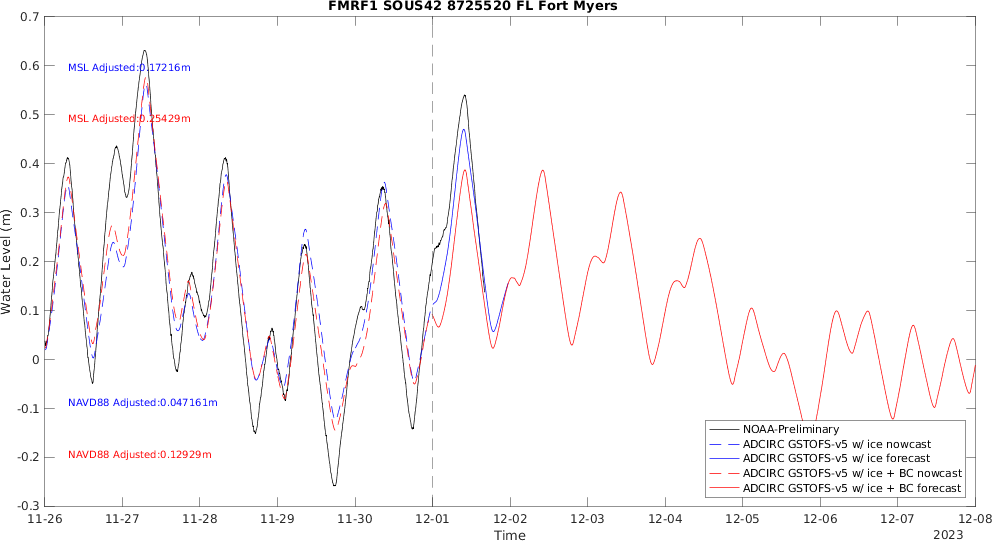 FMRF1 SOUS42 8725520 FL Fort Myers
0.7
0.6
0.5
0.4
0.3
0.2
0.1
0
-0.1
-0.2
-0.3
Water Level (m)
MSL Adjusted:0.17216m
MSL Adjusted:0.25429m
NAVD88 Adjusted:0.047161m
NAVD88 Adjusted:0.12929m
NOAA-Preliminary
ADCIRC GSTOFS-v5 w/ ice nowcast
ADCIRC GSTOFS-v5 w/ ice forecast
ADCIRC GSTOFS-v5 w/ ice + BC nowcast
ADCIRC GSTOFS-v5 w/ ice + BC forecast
11-26 11-27 11-28 11-29 11-30 12-01 12-02 12-03 12-04 12-05 12-06 12-07 12-08
Time
2023